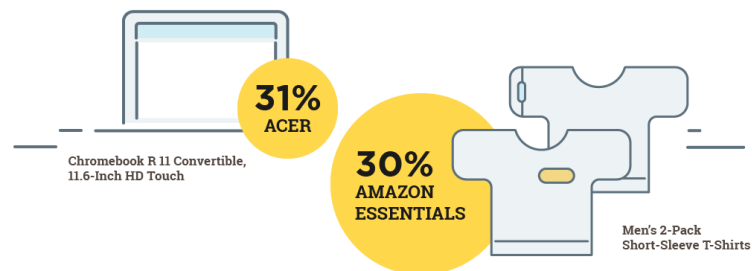 31%
ACER
Chromebook R 11 Convertible,
11.6-Inch HD Touch
30%
AMAZON
ESSENTIALS
Men's 2-Pack
Short-Sleeve T-Shirts